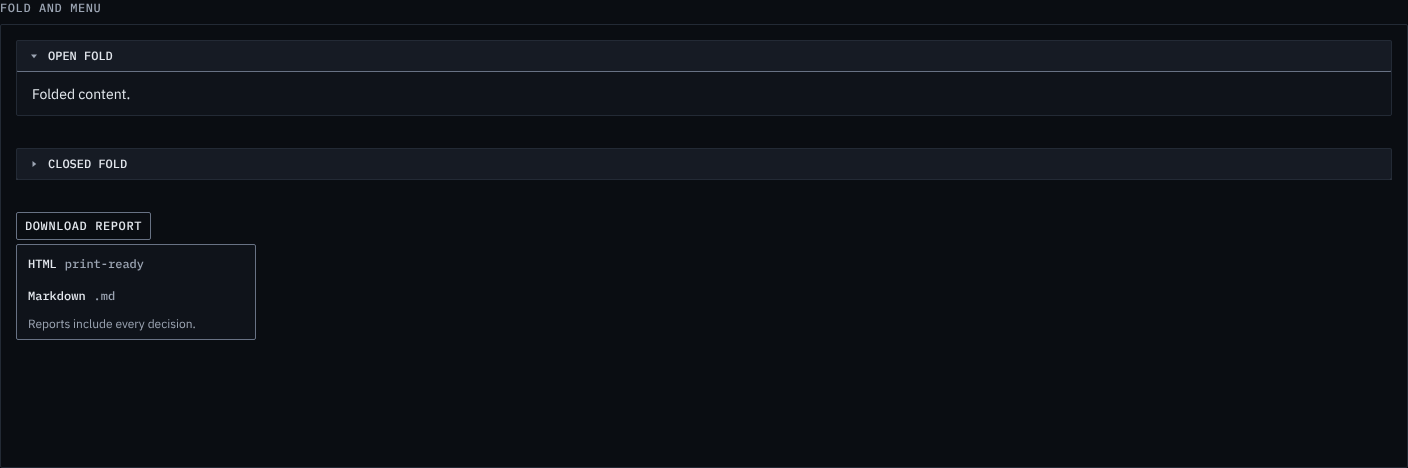 FOLD AND MENU
OPEN FOLD
Folded content.
CLOSED FOLD
DOWNLOAD REPORT
HTML print-ready
Markdown .md
Reports include every decision.